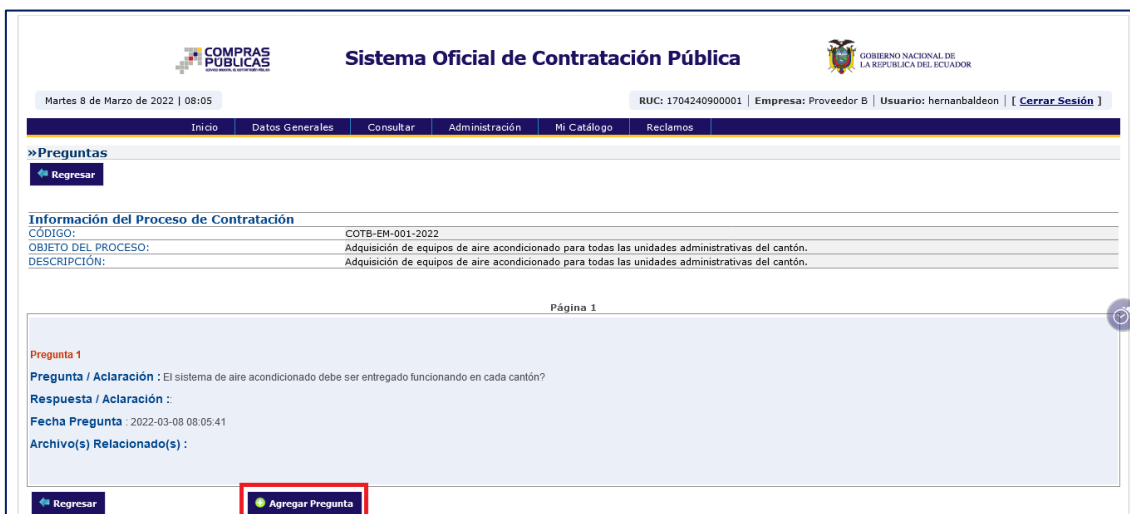 COMPRAS
PÚBLICAS
Sistema Oficial de Contratación Pública
GOBIERNO NACIONAL DE
LA REPUBLICA DEL ECUADOR
Martes 8 de Marzo de 2022 | 08:05
RUC: 1704240900001 | Empresa: Proveedor B | Usuario: hernanbaldeon | [ Cerrar Sesión ]
Inicio Datos Generales Consultar Administración Mi Catálogo Reclamos
»Preguntas
Regresar
Información del Proceso de Contratación
CÓDIGO: COTB-EM-001-2022
OBJETO DEL PROCESO: Adquisición de equipos de aire acondicionado para todas las unidades administrativas del cantón.
DESCRIPCIÓN: Adquisición de equipos de aire acondicionado para todas las unidades administrativas del cantón.
Página 1
Pregunta 1
Pregunta / Aclaración : El sistema de aire acondicionado debe ser entregado funcionando en cada cantón?
Respuesta / Aclaración ::
Fecha Pregunta : 2022-03-08 08:05:41
Archivo(s) Relacionado(s) :
Regresar Agregar Pregunta